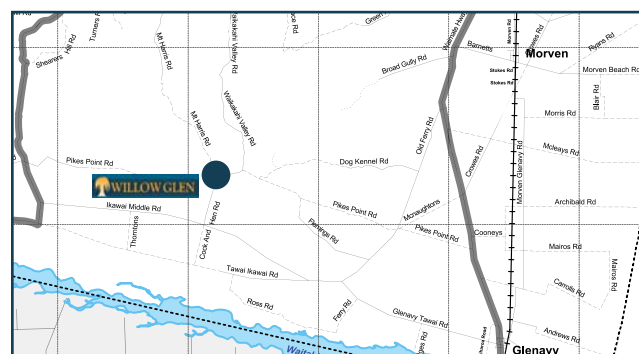 Turners
Hill Rd
Shearers
Mt Harris Rd
Waikakahi Valley Rd
Broad Gully Rd
Waimate Hwy
Barnetts
Morven Rd
Stokes Rd
Stokes Rd
Morven
Ryans Rd
Morven Beach Rd
Blair Rd
Morris Rd
Mcleays Rd
Mt Harris Rd
Waikakahi Valley Rd
Old Ferry Rd
Crowes Rd
Morven Glenavy Rd
Pikes Point Rd
Dog Kennel Rd
WILLOW GLEN
Ikawai Middle Rd
Thorntons
Cock And Hen Rd
Pikes Point Rd
Mcnaughtons
Archibald Rd
Flemings Rd
Pikes Point Rd
Cooneys
Mairos Rd
Mairos Rd
Tawai Ikawai Rd
Carrolls Rd
Ross Rd
Ferry Rd
Glenavy Tawai Rd
Andrews Rd
Glenavy